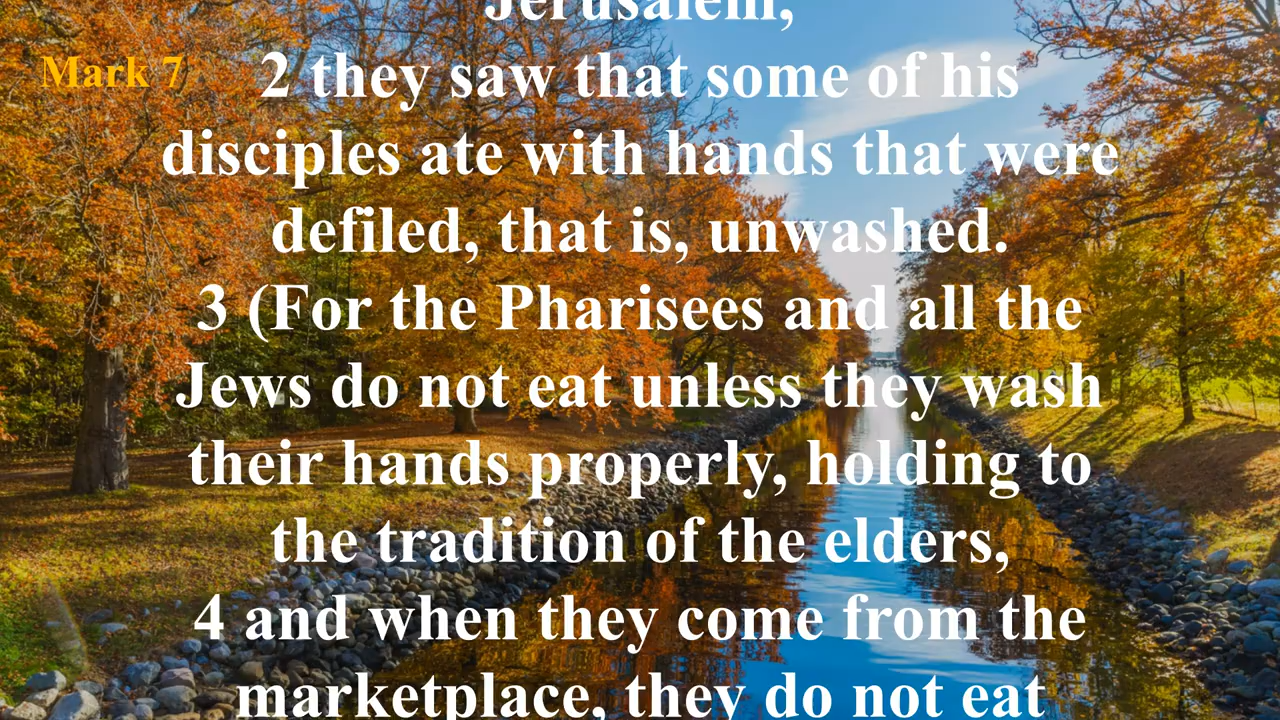 Jerusalem,
Mark 7
2 they saw that some of his
disciples ate with hands that were
defiled, that is, unwashed.
3 (For the Pharisees and all the
Jews do not eat unless they wash
their hands properly, holding to
the tradition of the elders,
4 and when they come from the
marketplace, they do not eat